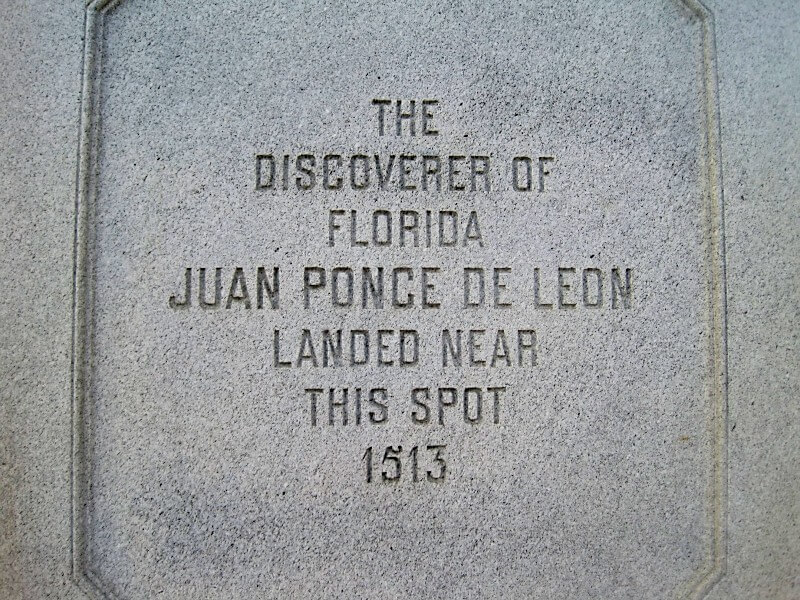 THE
DISCOVERER OF
FLORIDA
JUAN PONCE DE LEON
LANDED NEAR
THIS SPOT
1513